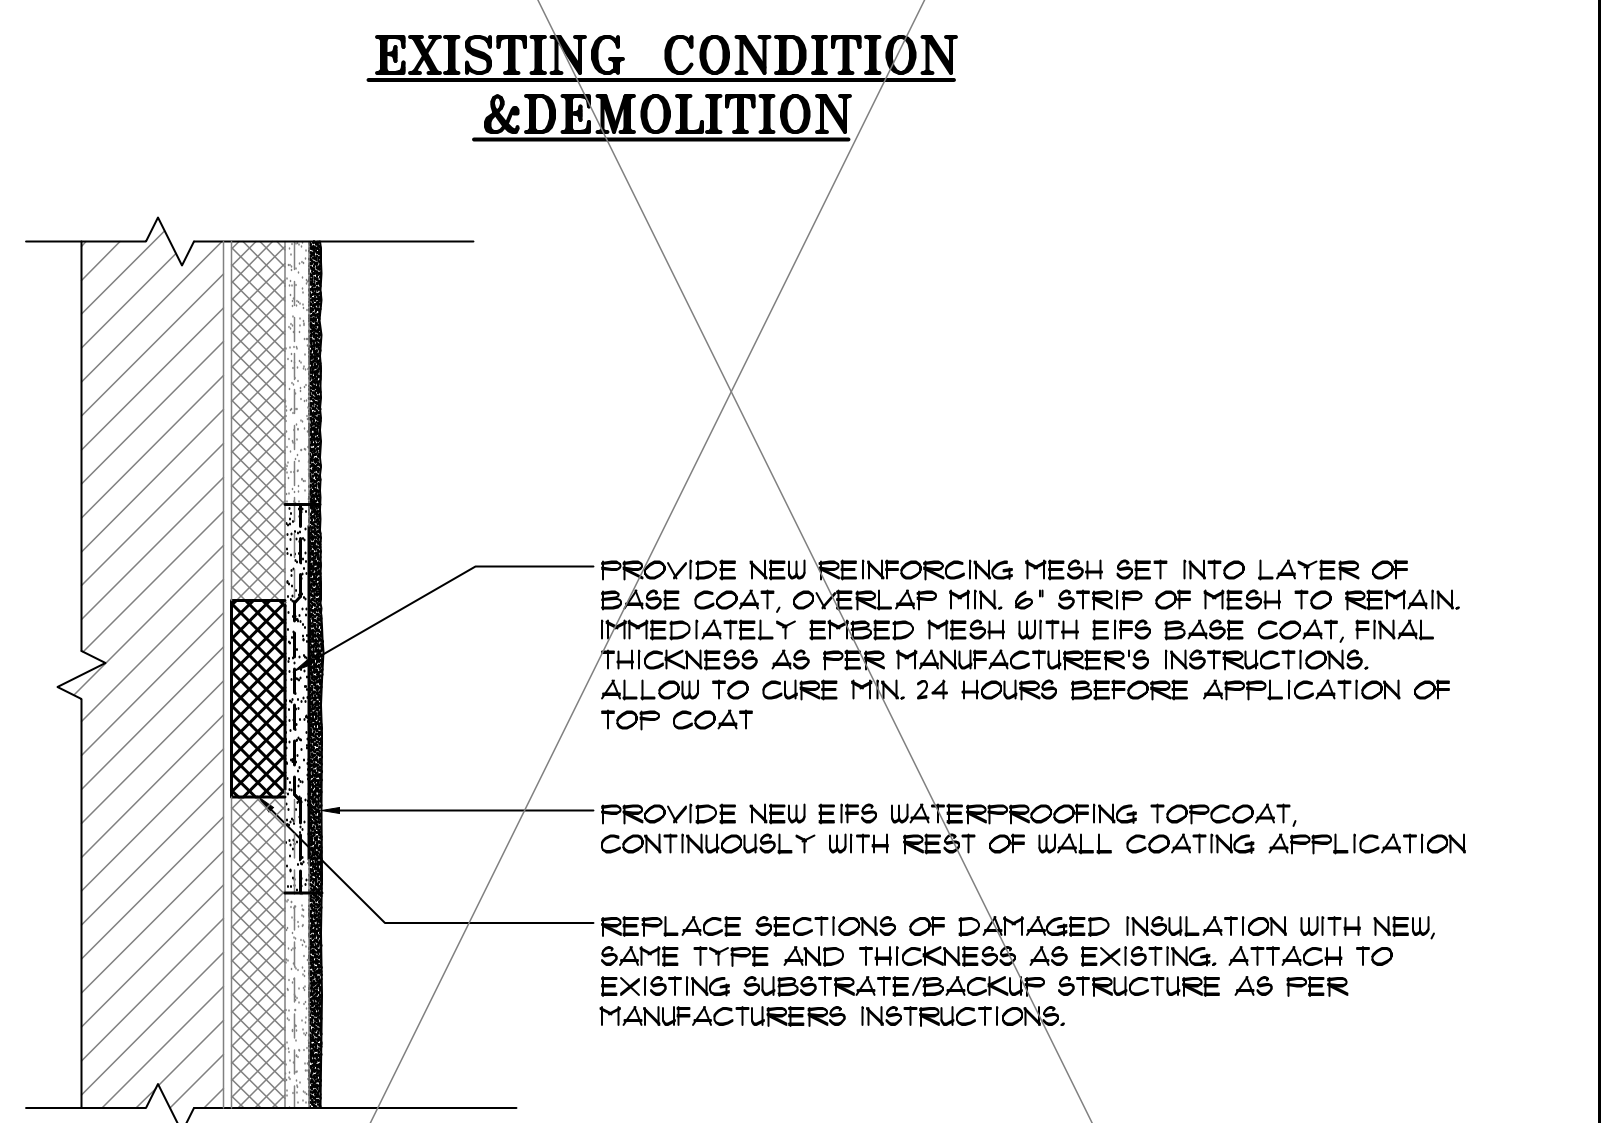 EXISTING CONDITION
&DEMOLITION
PROVIDE NEW REINFORCING MESH SET INTO LAYER OF
BASE COAT, OVERLAP MIN. 6" STRIP OF MESH TO REMAIN.
IMMEDIATELY EMBED MESH WITH EIFS BASE COAT, FINAL
THICKNESS AS PER MANUFACTURER'S INSTRUCTIONS.
ALLOW TO CURE MIN. 24 HOURS BEFORE APPLICATION OF
TOP COAT
PROVIDE NEW EIFS WATERPROOFING TOPCOAT,
CONTINUOUSLY WITH REST OF WALL COATING APPLICATION
REPLACE SECTIONS OF DAMAGED INSULATION WITH NEW,
SAME TYPE AND THICKNESS AS EXISTING. ATTACH TO
EXISTING SUBSTRATE/BACKUP STRUCTURE AS PER
MANUFACTURERS INSTRUCTIONS.